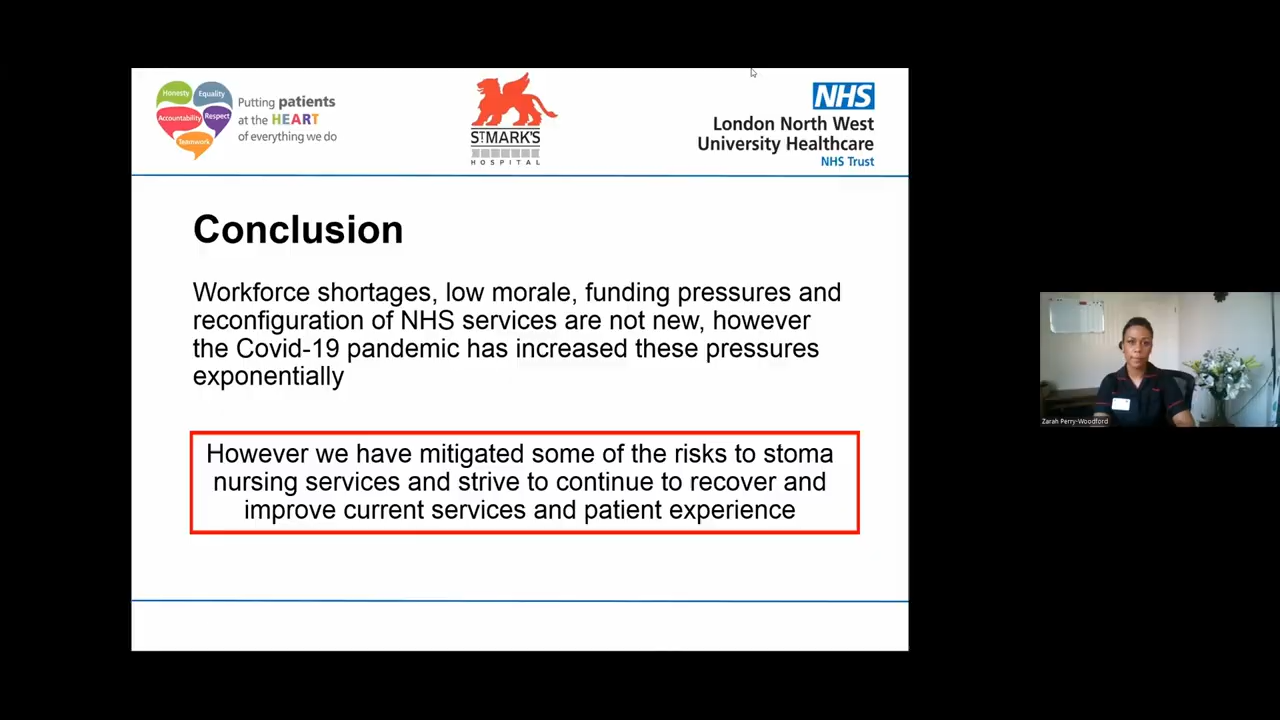 Honesty
Equality
Accountability
Respect
Teamwork
Putting patients
at the HEART
of everything we do
ST MARK'S
HOSPITAL
NHS
London North West
University Healthcare
NHS Trust
Conclusion
Workforce shortages, low morale, funding pressures and
reconfiguration of NHS services are not new, however
the Covid-19 pandemic has increased these pressures
exponentially
However we have mitigated some of the risks to stoma
nursing services and strive to continue to recover and
improve current services and patient experience
Zarah Perry-Woodford